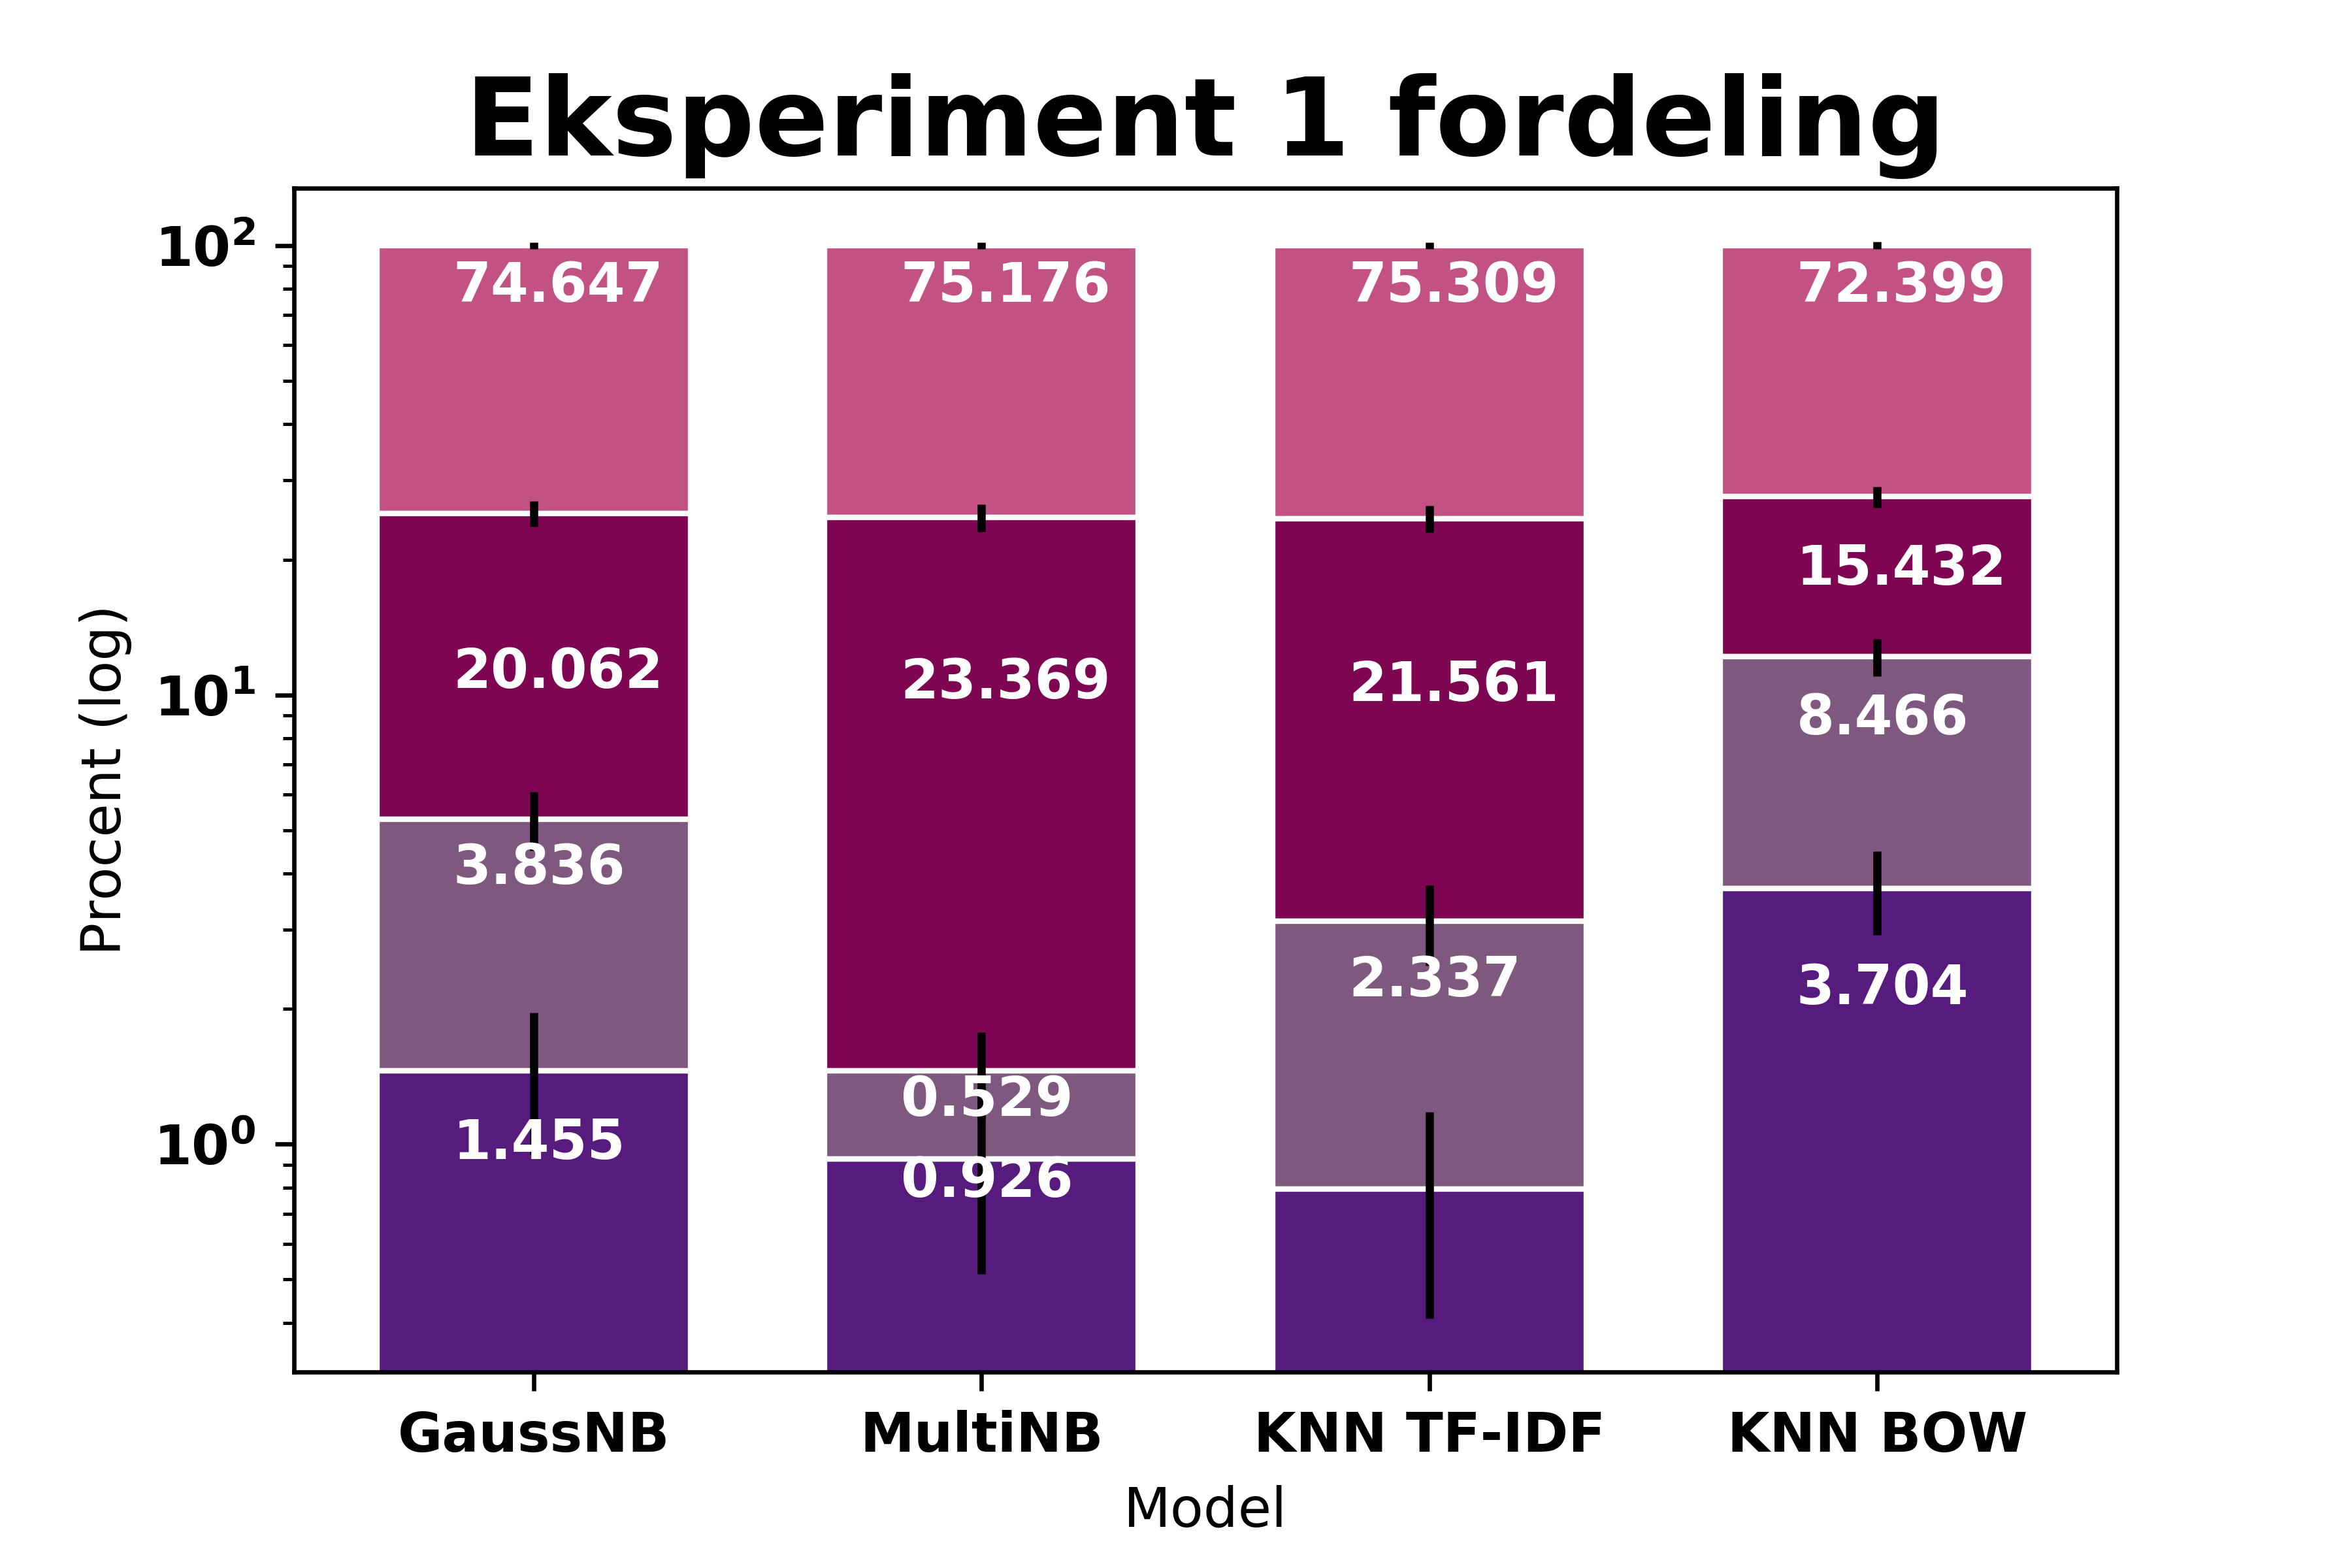 Eksperiment 1 fordeling
Procent (log)
10²
10¹
10⁰
74.647 75.176 75.309 72.399
20.062 23.369 21.561 15.432
3.836 0.529 2.337 8.466
1.455 0.926 3.704
GaussNB MultiNB KNN TF-IDF KNN BOW
Model